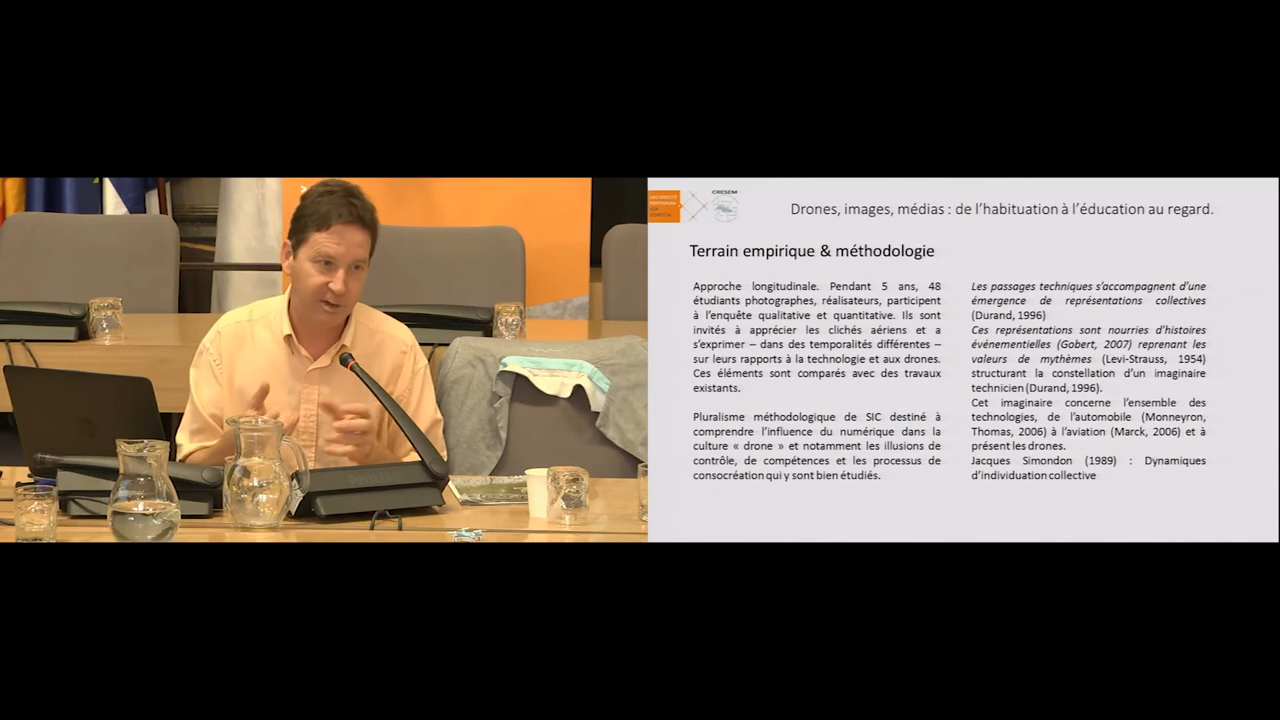 UNIVERSITÉ
PERPIGNAN
VIA
DOMITIA
CRESEM
Drones, images, médias : de l'habituation à l'éducation au regard.
Terrain empirique & méthodologie
Approche longitudinale. Pendant 5 ans, 48
étudiants photographes, réalisateurs, participent
à l'enquête qualitative et quantitative. Ils sont
invités à apprécier les clichés aériens et a
s'exprimer – dans des temporalités différentes –
sur leurs rapports à la technologie et aux drones.
Ces éléments sont comparés avec des travaux
existants.
Pluralisme méthodologique de SIC destiné à
comprendre l'influence du numérique dans la
culture « drone » et notamment les illusions de
contrôle, de compétences et les processus de
consocréation qui y sont bien étudiés.
Les passages techniques s'accompagnent d'une
émergence de représentations collectives
(Durand, 1996)
Ces représentations sont nourries d'histoires
événementielles (Gobert, 2007) reprenant les
valeurs de mythèmes (Levi-Strauss, 1954)
structurant la constellation d'un imaginaire
technicien (Durand, 1996).
Cet imaginaire concerne l'ensemble des
technologies, de l'automobile (Monneyron,
Thomas, 2006) à l'aviation (Marck, 2006) et à
présent les drones.
Jacques Simondon (1989) : Dynamiques
d'individuation collective